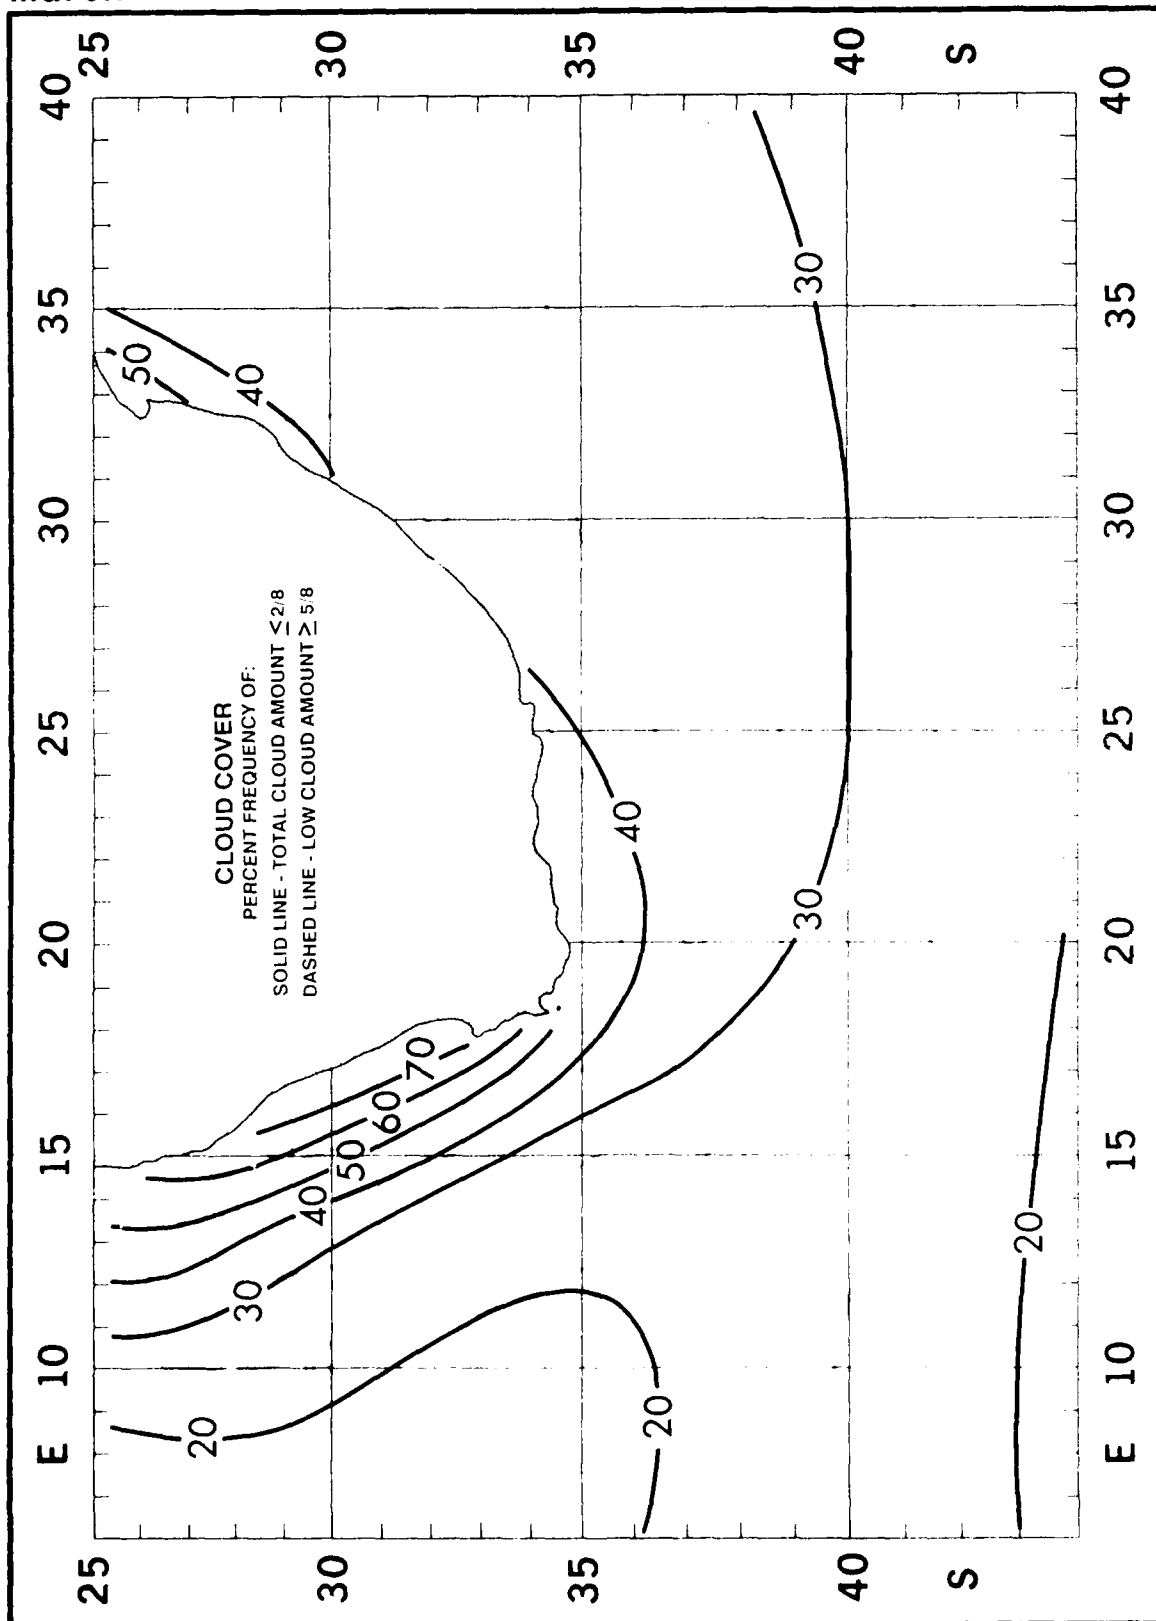 E 10 15 20 25 30 35 40
25 25
50
20
CLOUD COVER
PERCENT FREQUENCY OF:
30 40
SOLID LINE - TOTAL CLOUD AMOUNT ≤ 2/8
DASHED LINE - LOW CLOUD AMOUNT ≥ 5/8
40
30 30
50
60
70
35 35
40
20
30 30
40 40
S S
20
E 10 15 20 25 30 35 40